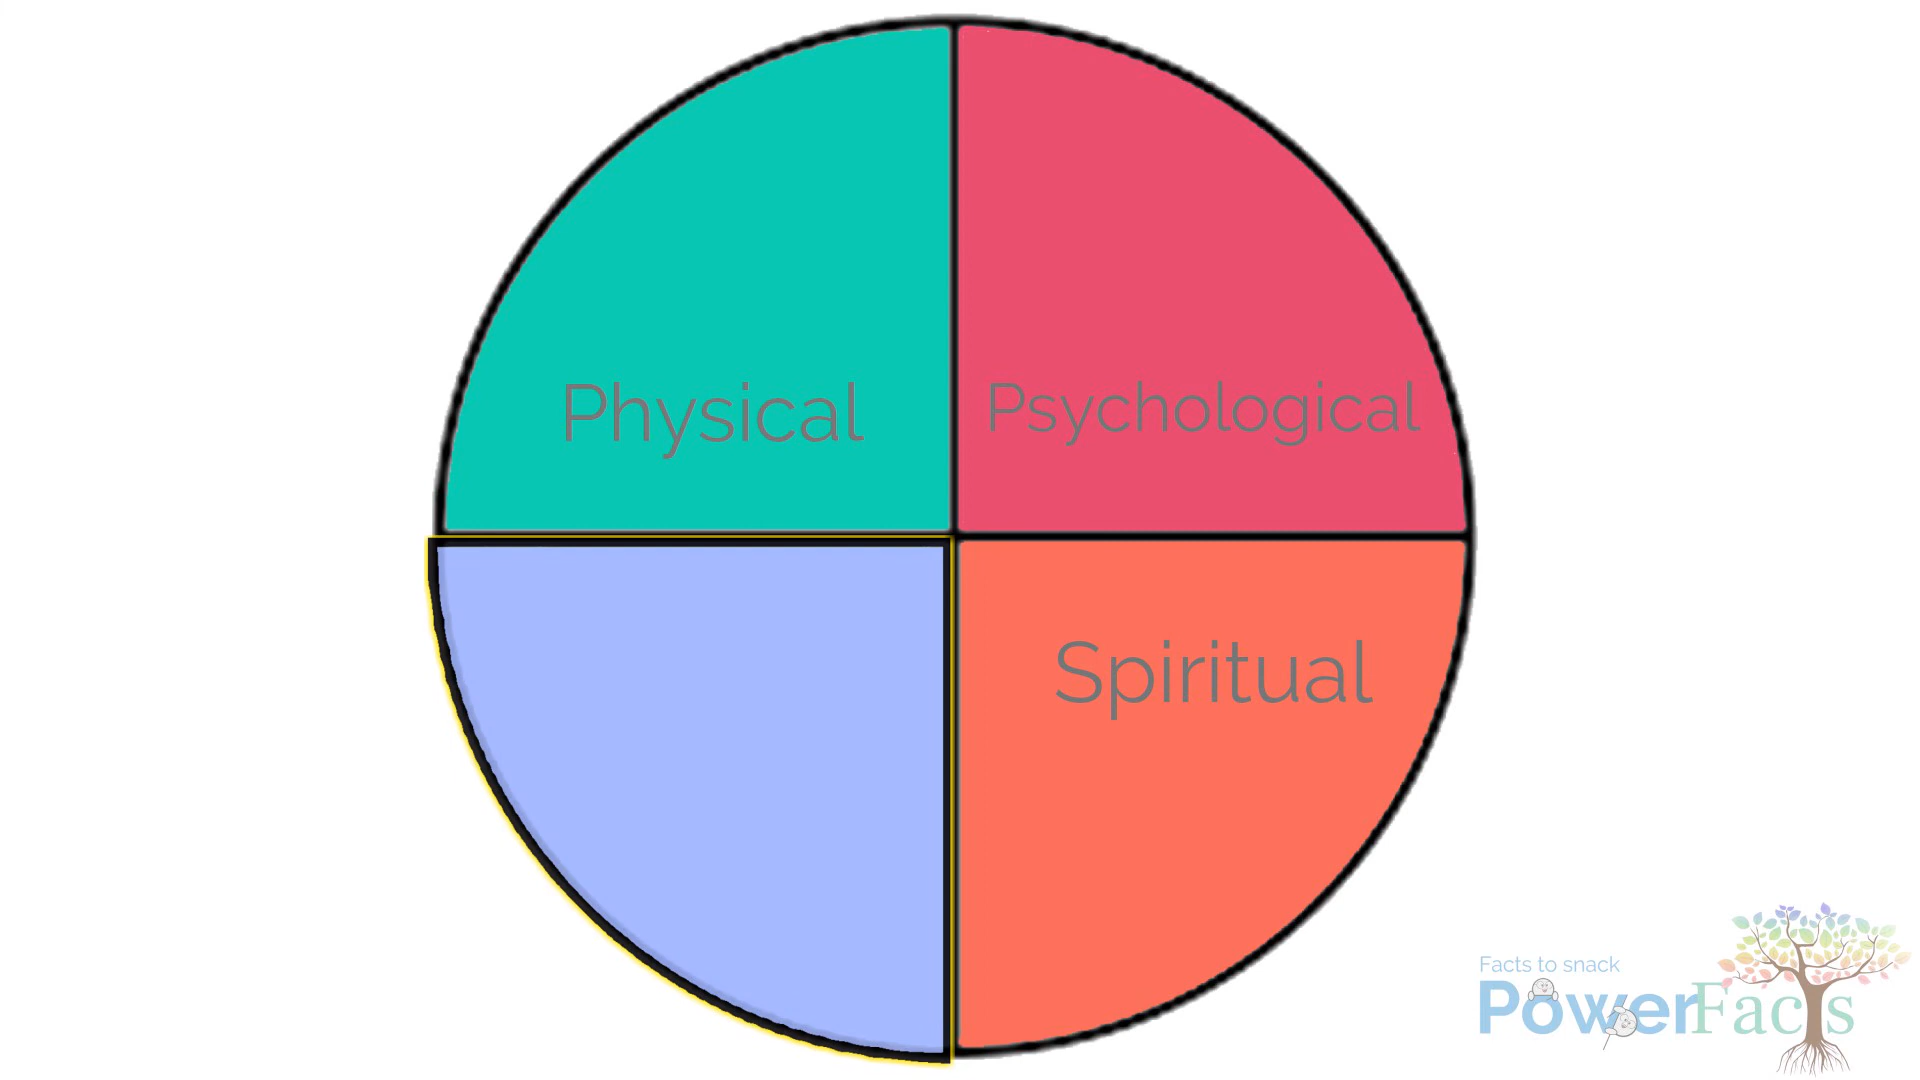 Physical
Psychological
Spiritual
Facts to snack
PowerFacts